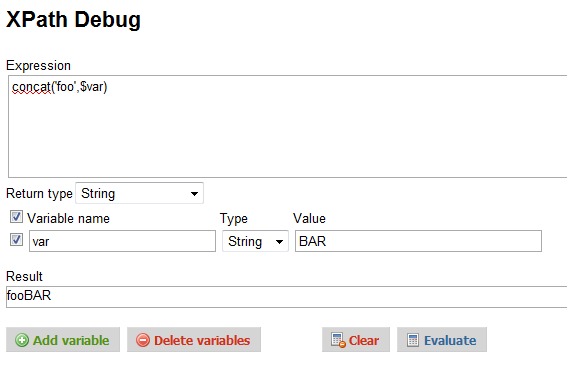 XPath Debug
Expression
concat('foo',$var)
Return type String
Variable name Type Value
var String BAR
Result
fooBAR
Add variable Delete variables Clear Evaluate